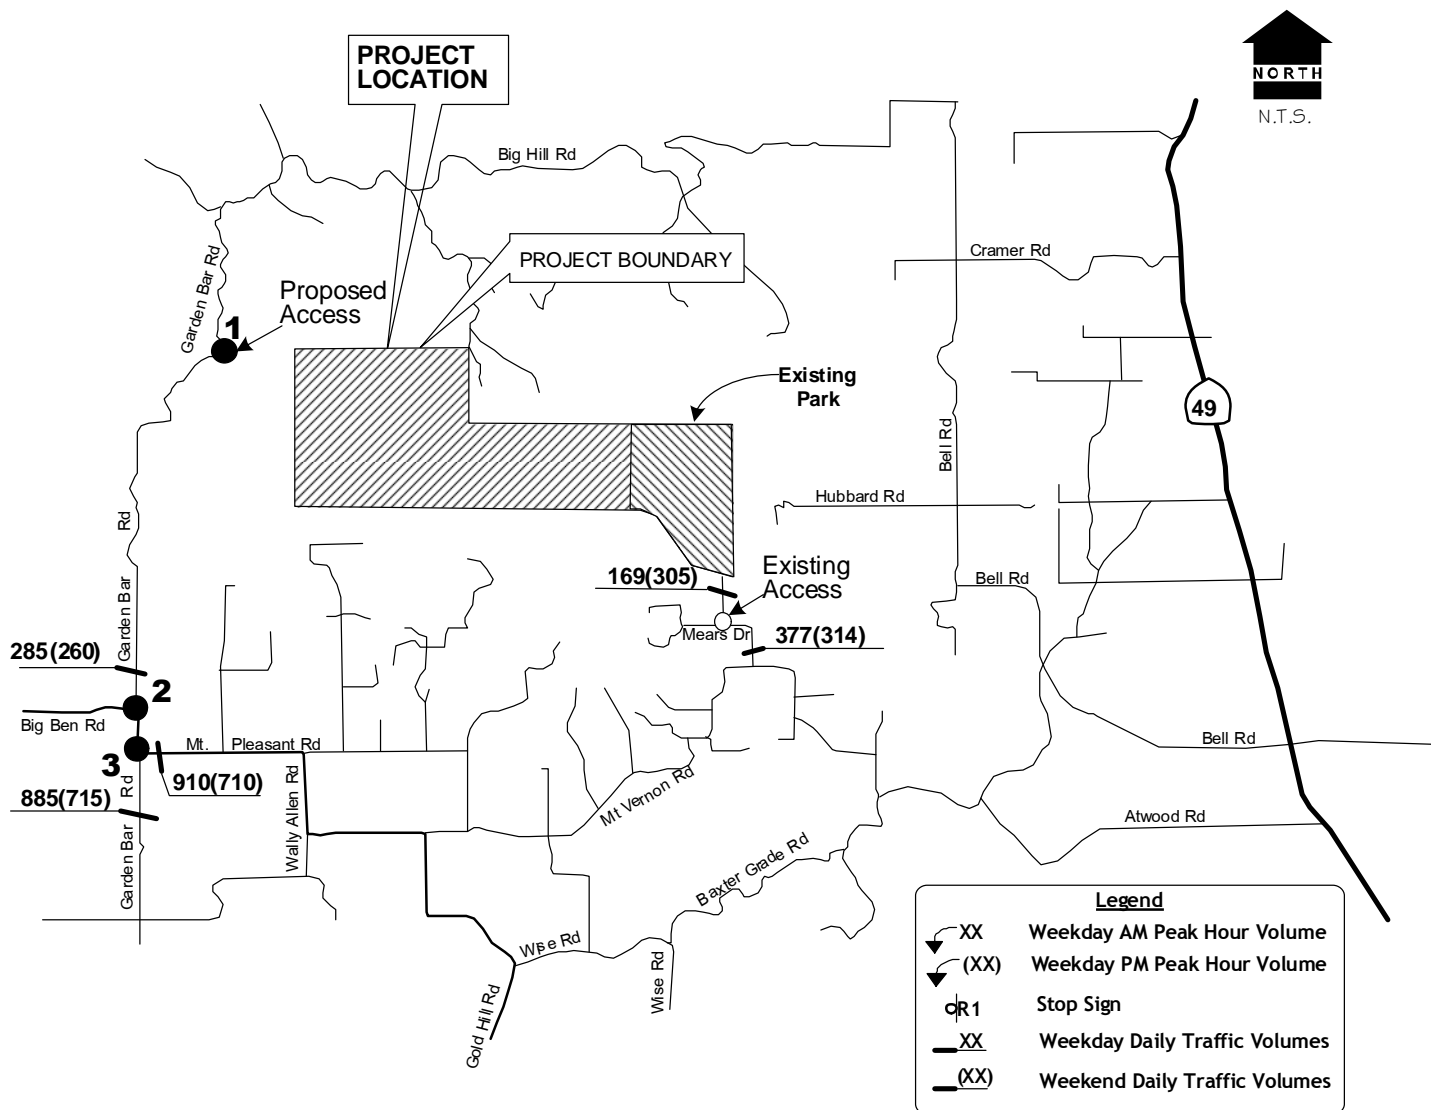 PROJECT
LOCATION
NORTH
N.T.S.
Big Hill Rd
Garden Bar Rd
PROJECT BOUNDARY
Cramer Rd
Proposed
Access
1
Existing
Park
49
Bell Rd
Hubbard Rd
Garden Bar Rd
169(305)
Existing
Access
Bell Rd
Mears Dr
377(314)
285(260)
2
Big Ben Rd
3
Mt. Pleasant Rd
Bell Rd
910(710)
885(715)
Garden Bar Rd
Wally Allen Rd
Mt Vernon Rd
Atwood Rd
Baxter Grade Rd
Wise Rd
Wise Rd
Gold Hill Rd
Legend
XX Weekday AM Peak Hour Volume
(XX) Weekday PM Peak Hour Volume
R1 Stop Sign
XX Weekday Daily Traffic Volumes
(XX) Weekend Daily Traffic Volumes